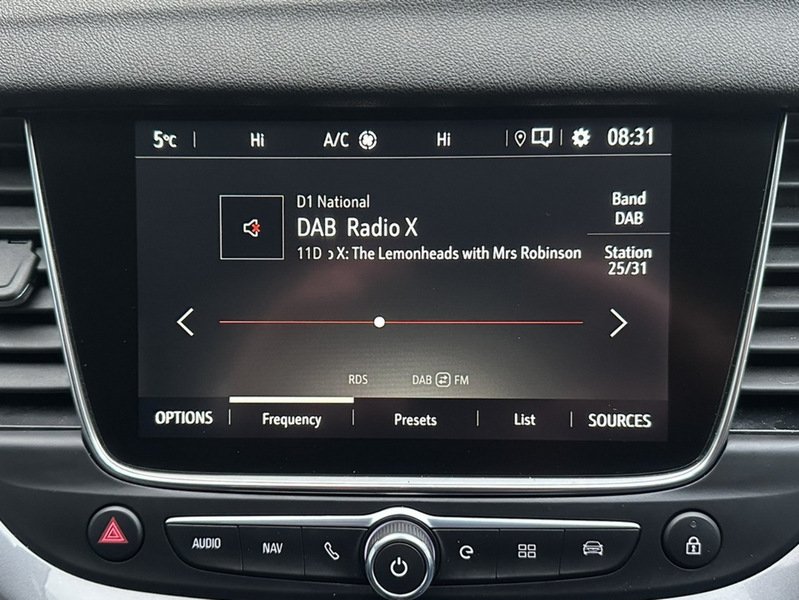 5°C Hi A/C Hi 08:31
D1 National
DAB Radio X
11D o X: The Lemonheads with Mrs Robinson
Band
DAB
Station
25/31
RDS DAB FM
OPTIONS Frequency Presets List SOURCES
AUDIO NAV